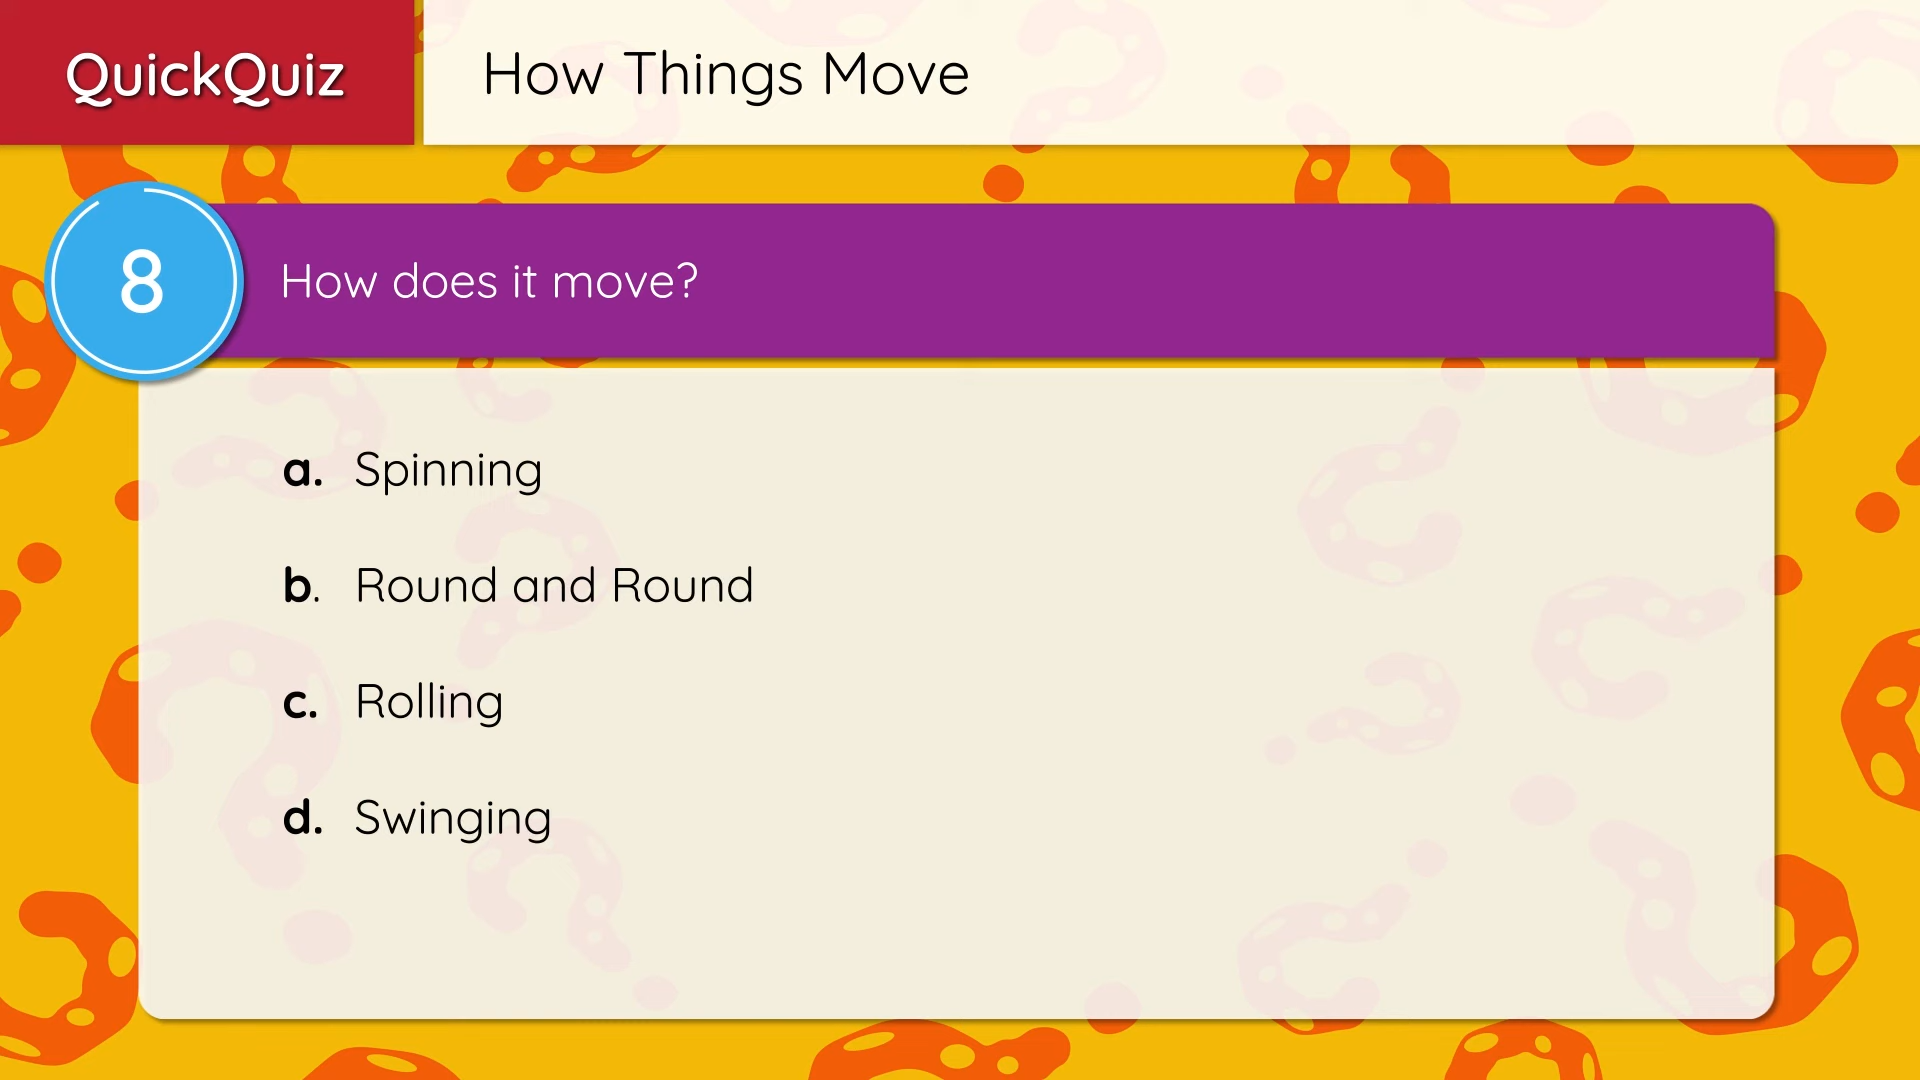 QuickQuiz
How Things Move
8
How does it move?
a. Spinning
b. Round and Round
c. Rolling
d. Swinging